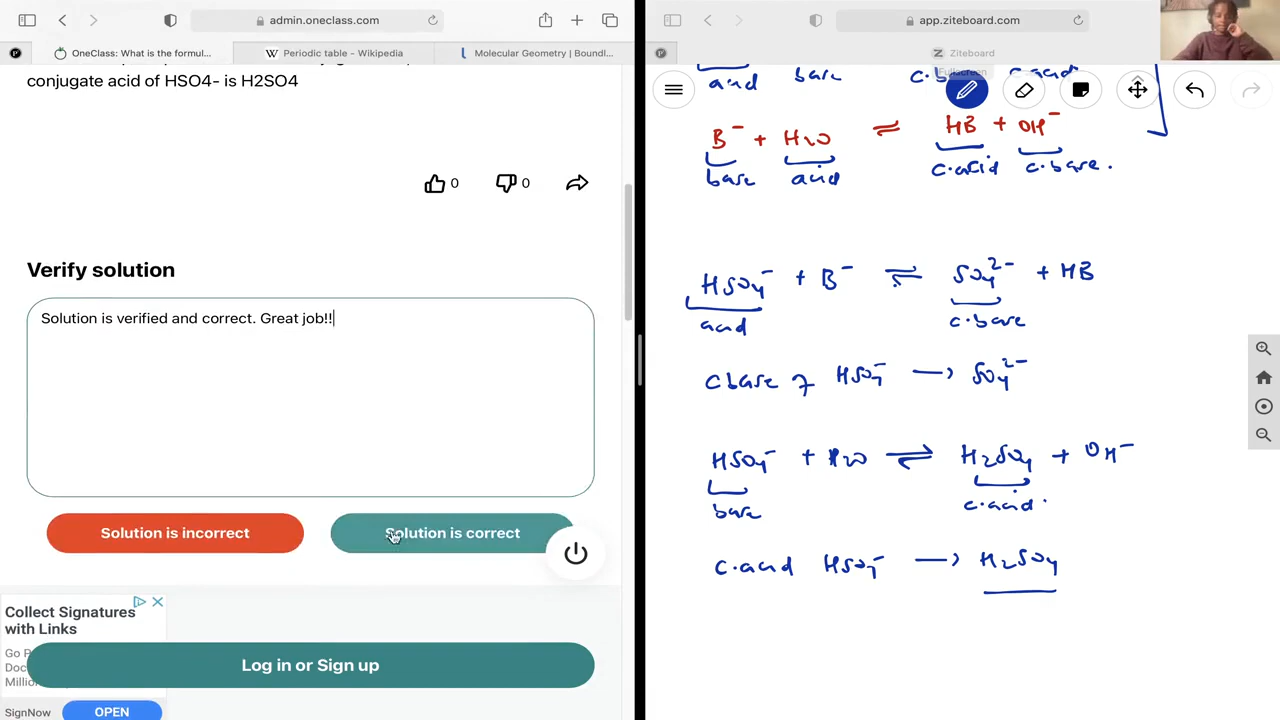 admin.oneclass.com
OneClass: What is the formul...
Periodic table - Wikipedia
Molecular Geometry | Boundl...
conjugate acid of HSO4- is H2SO4
0
0
Verify solution
Solution is verified and correct. Great job!!
Solution is incorrect
Solution is correct
Collect Signatures
with Links
Log in or Sign up
SignNow
OPEN
app.ziteboard.com
Ziteboard
Fullscreen
acid base c.b c.acid
B⁻ + H2O ⇌ HB + OH⁻
base acid c.acid c.base.
HSO4⁻ + B⁻ ⇌ SO4²⁻ + HB
acid c.base
cbase of HSO4⁻ → SO4²⁻
HSO4⁻ + H2O ⇌ H2SO4 + OH⁻
base c.acid.
c.acid HSO4⁻ → H2SO4